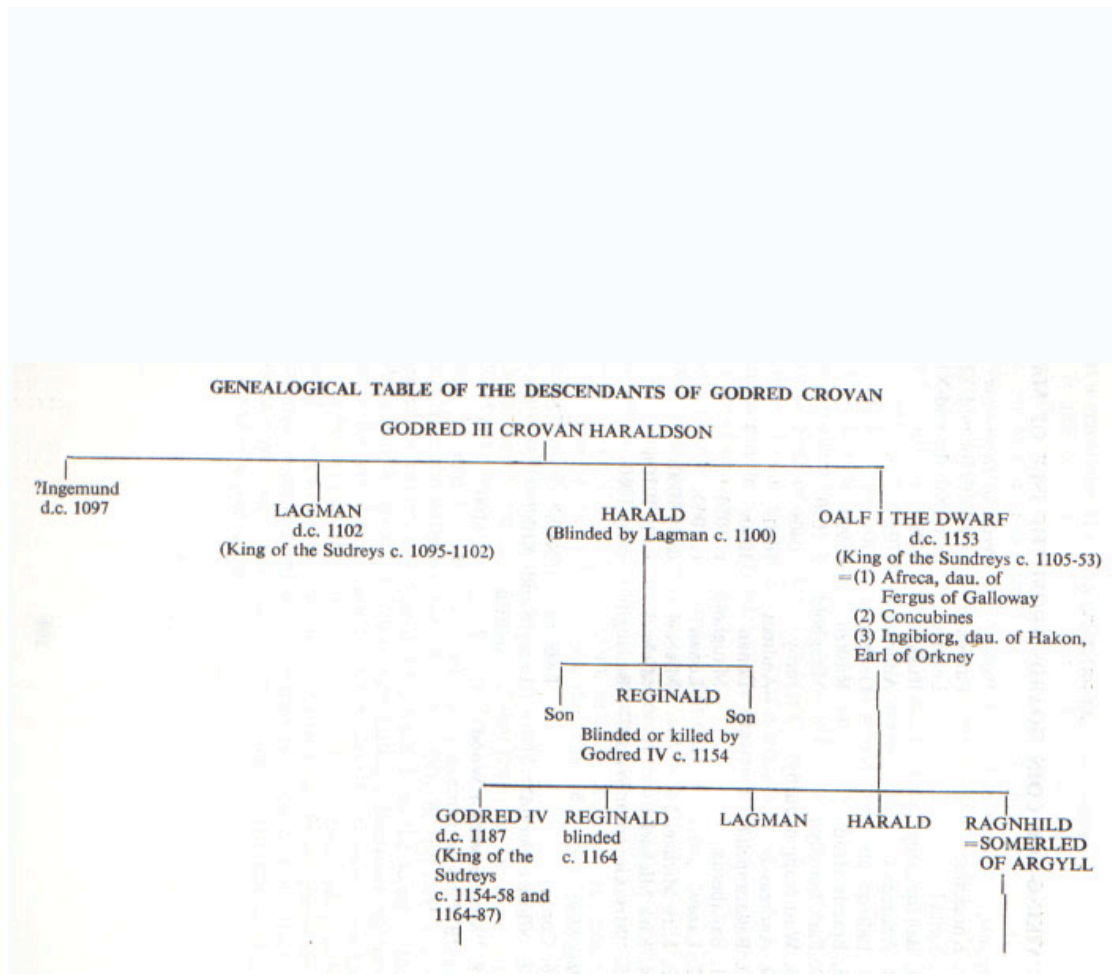 GENEALOGICAL TABLE OF THE DESCENDANTS OF GODRED CROVAN
GODRED III CROVAN HARALDSON
?Ingemund
d.c. 1097
LAGMAN
d.c. 1102
(King of the Sudreys c. 1095-1102)
HARALD
(Blinded by Lagman c. 1100)
OALF I THE DWARF
d.c. 1153
(King of the Sundreys c. 1105-53)
=(1) Afreca, dau. of
Fergus of Galloway
(2) Concubines
(3) Ingibiorg, dau. of Hakon,
Earl of Orkney
REGINALD
Son Son
Blinded or killed by
Godred IV c. 1154
GODRED IV
d.c. 1187
(King of the
Sudreys
c. 1154-58 and
1164-87)
REGINALD
blinded
c. 1164
LAGMAN
HARALD
RAGNHILD
=SOMERLED
OF ARGYLL